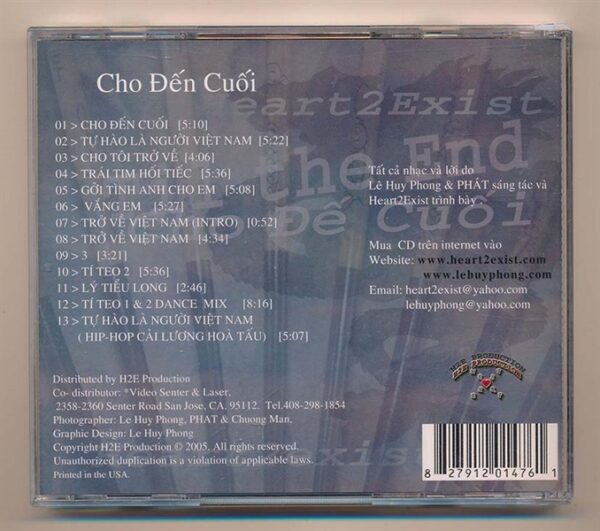 Cho Đến Cuối
Heart2Exist
the End
Đế Cuối
01 > CHO ĐẾN CUỐI [5:10]
02 > TỰ HÀO LÀ NGƯỜI VIỆT NAM [5:22]
03 > CHO TÔI TRỞ VỀ [4:06]
04 > TRÁI TIM HỐI TIẾC [5:36]
05 > GỞI TÌNH ANH CHO EM [5:08]
06 > VẮNG EM [5:27]
07 > TRỞ VỀ VIỆT NAM (INTRO) [0:52]
08 > TRỞ VỀ VIỆT NAM [4:34]
09 > 3 [3:21]
10 > TÍ TEO 2 [5:36]
11 > LÝ TIỂU LONG [2:46]
12 > TÍ TEO 1 & 2 DANCE MIX [8:16]
13 > TỰ HÀO LÀ NGƯỜI VIỆT NAM
( HIP-HOP CẢI LƯƠNG HOÀ TẤU) [5:07]
Tất cả nhạc và lời do
Lê Huy Phong & PHÁT sáng tác và
Heart2Exist trình bày
Mua CD trên internet vào
Website: www.heart2exist.com
www.lehuyphong.com
Email: heart2exist@yahoo.com
lehuyphong@yahoo.com
H2E PRODUCTION
Distributed by H2E Production
Co- distributor: *Video Senter & Laser,
2358-2360 Senter Road San Jose, CA. 95112. Tel.408-298-1854
Photographer: Le Huy Phong, PHAT & Chuong Man,
Graphic Design: Le Huy Phong
Copyright H2E Production © 2005. All rights reserved.
Unauthorized duplication is a violation of applicable laws.
Printed in the USA.
8 27912 01476 1